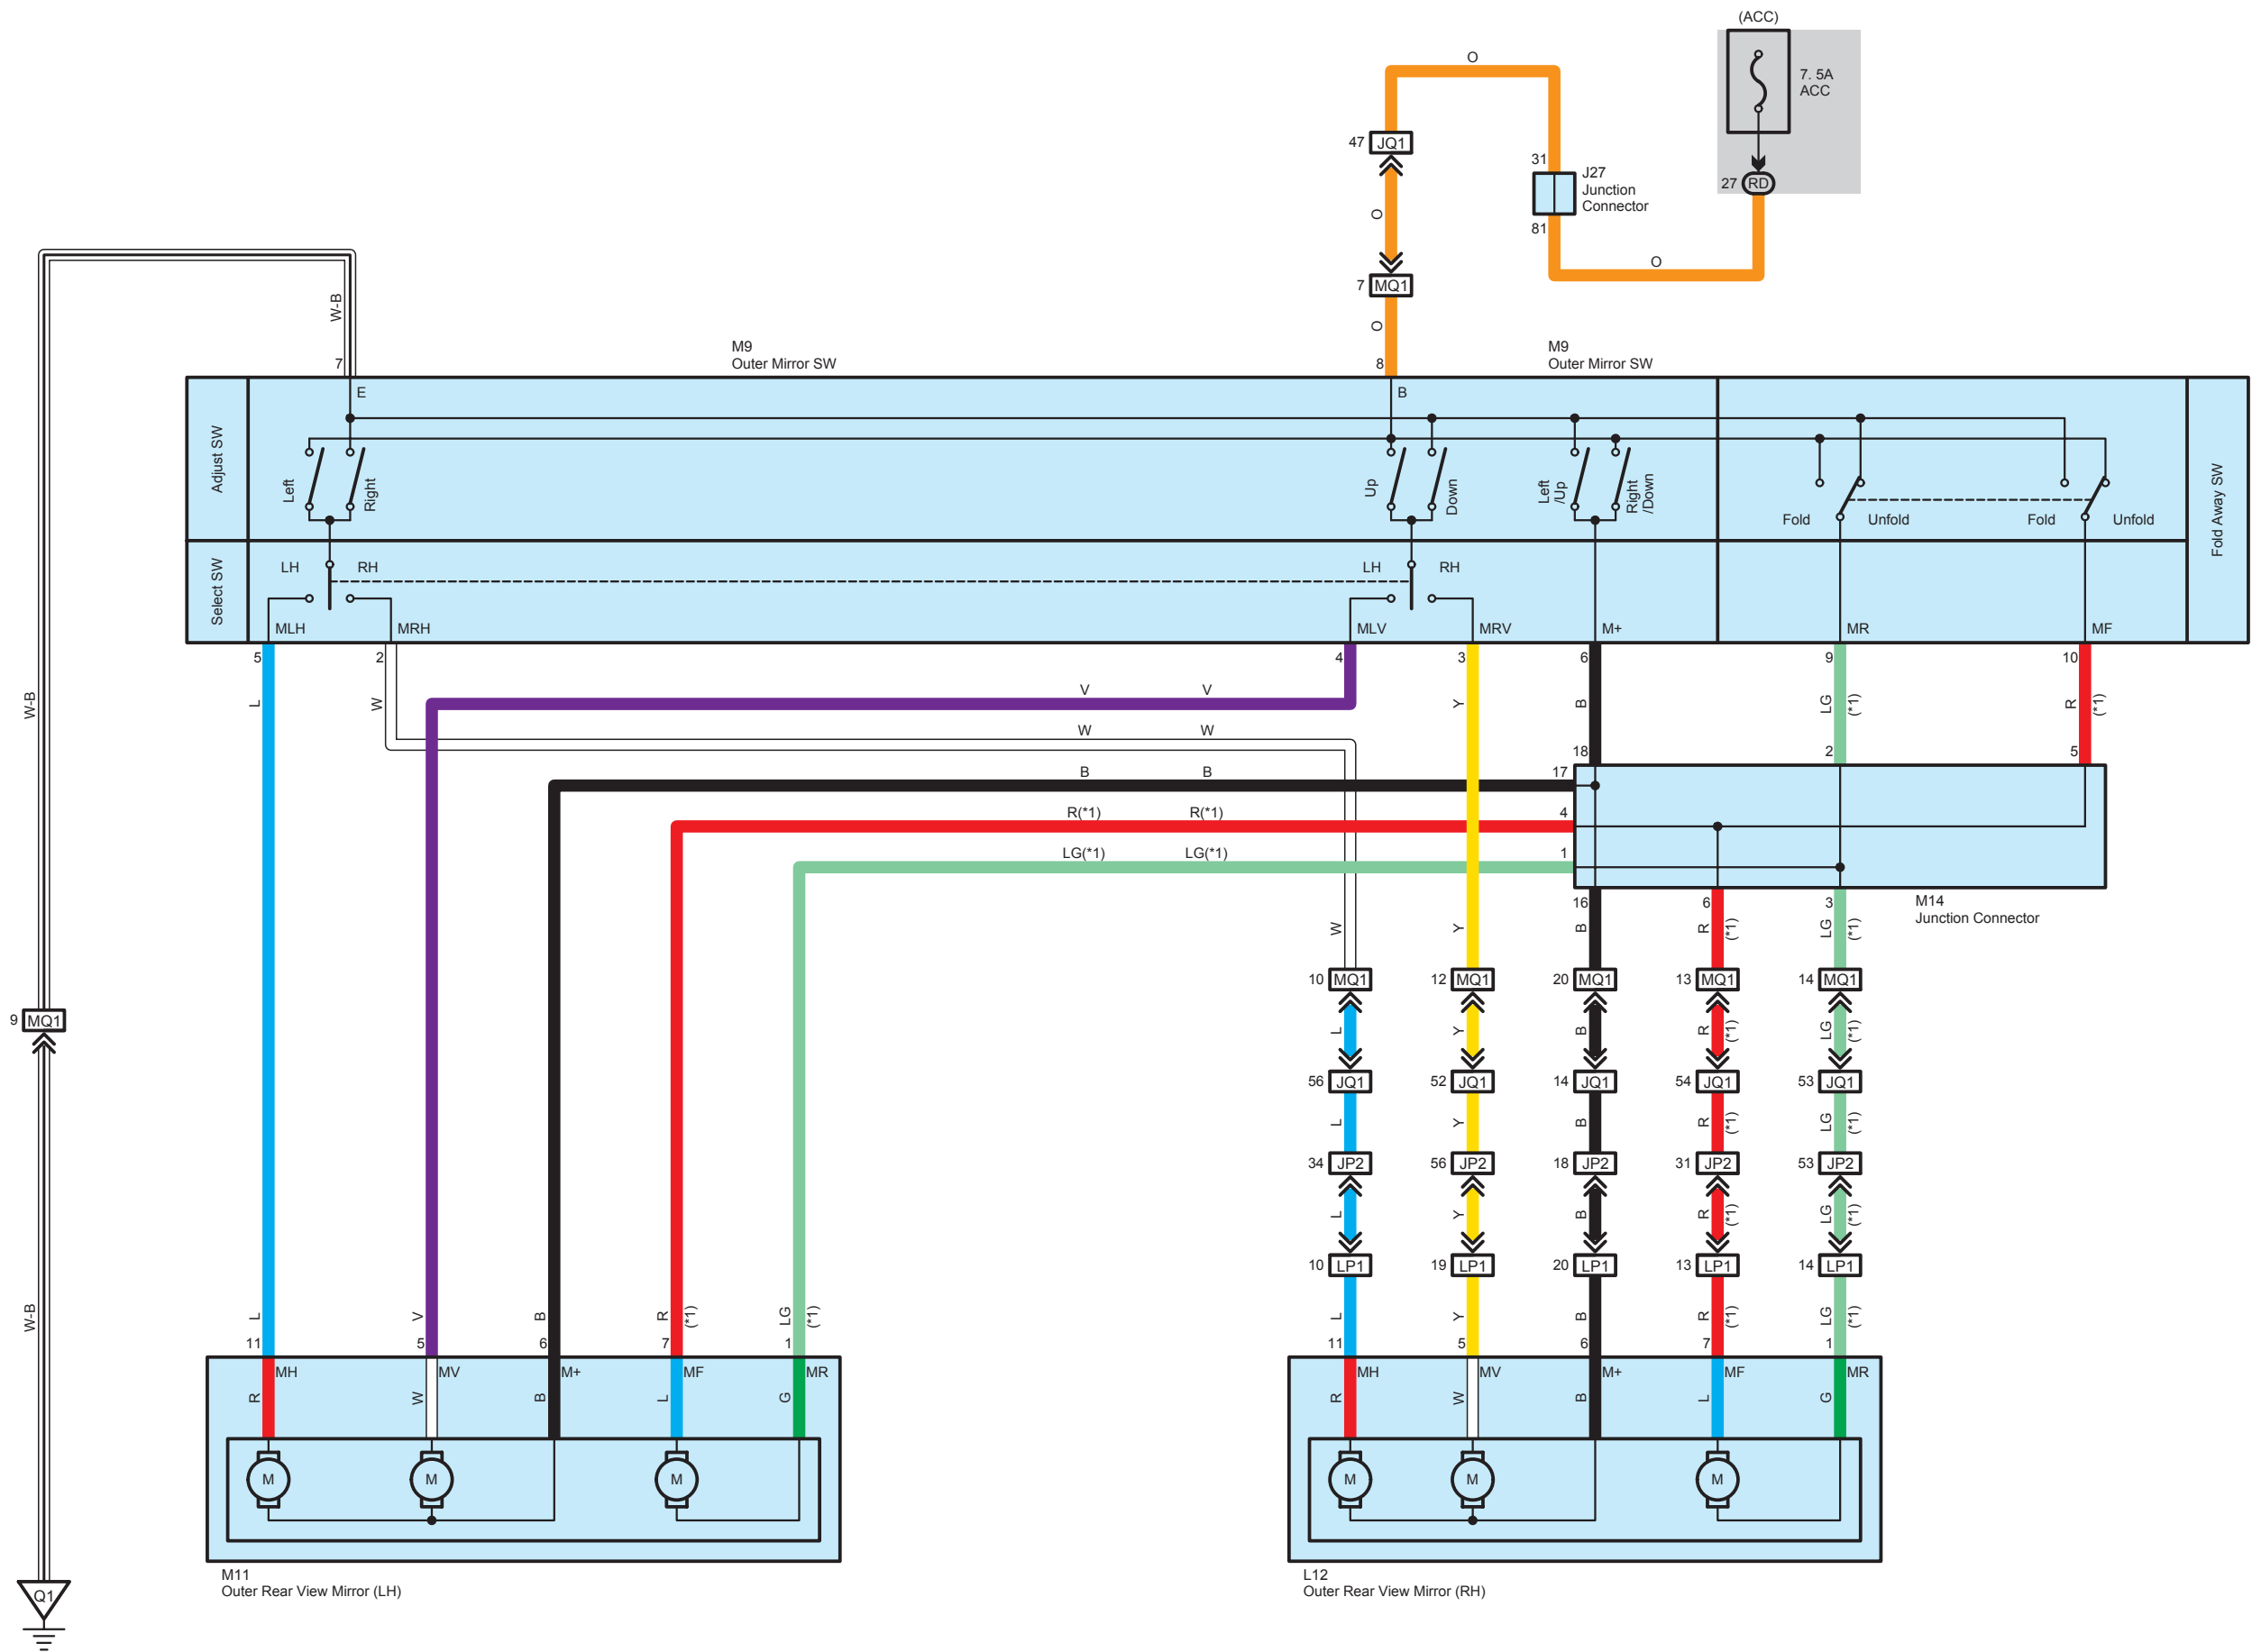 (ACC)
7. 5A
ACC
27 RD
O
O
47 JQ1
31
J27
Junction
Connector
81
O
7 MQ1
O
W-B
W-B
W-B
9 MQ1
Q1
M9
Outer Mirror SW
M9
Outer Mirror SW
7
8
E
B
Adjust SW
Left
Right
Up
Down
Left
/Up
Right
/Down
Fold
Unfold
Fold
Unfold
Fold Away SW
Select SW
LH
RH
LH
RH
MLH
MRH
MLV
MRV
M+
MR
MF
5
2
4
3
6
9
10
L
W
V
V
Y
B
LG
(*1)
R
(*1)
W
W
18
2
5
B
B
17
R(*1)
R(*1)
4
LG(*1)
LG(*1)
1
16
6
3
M14
Junction Connector
W
Y
B
R
(*1)
LG
(*1)
10 MQ1
12 MQ1
20 MQ1
13 MQ1
14 MQ1
L
Y
B
R
(*1)
LG
(*1)
56 JQ1
52 JQ1
14 JQ1
54 JQ1
53 JQ1
L
Y
B
R
(*1)
LG
(*1)
34 JP2
56 JP2
18 JP2
31 JP2
53 JP2
L
Y
B
R
(*1)
LG
(*1)
10 LP1
19 LP1
20 LP1
13 LP1
14 LP1
L
V
B
R
(*1)
LG
(*1)
L
Y
B
R
(*1)
LG
(*1)
11
5
6
7
1
11
5
6
7
1
MH
MV
M+
MF
MR
MH
MV
M+
MF
MR
R
W
B
L
G
R
W
B
L
G
M
M
M
M
M
M
M11
Outer Rear View Mirror (LH)
L12
Outer Rear View Mirror (RH)